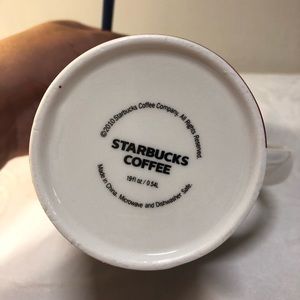 ©2010 Starbucks Coffee Company. All Rights Reserved.
STARBUCKS
COFFEE
19 fl oz / 0.54L
Made in China. Microwave and Dishwasher Safe.